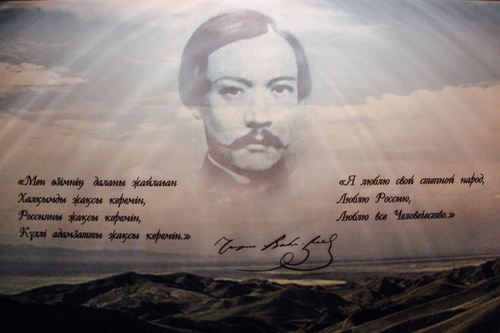 «Мен өзімнің даланы жайлаған
Халқымды жақсы көремін,
Россияны жақсы көремін,
Күллі адамзатты жақсы көремін.»
«Я люблю свой степной народ,
Люблю Россию,
Люблю все Человечество.»